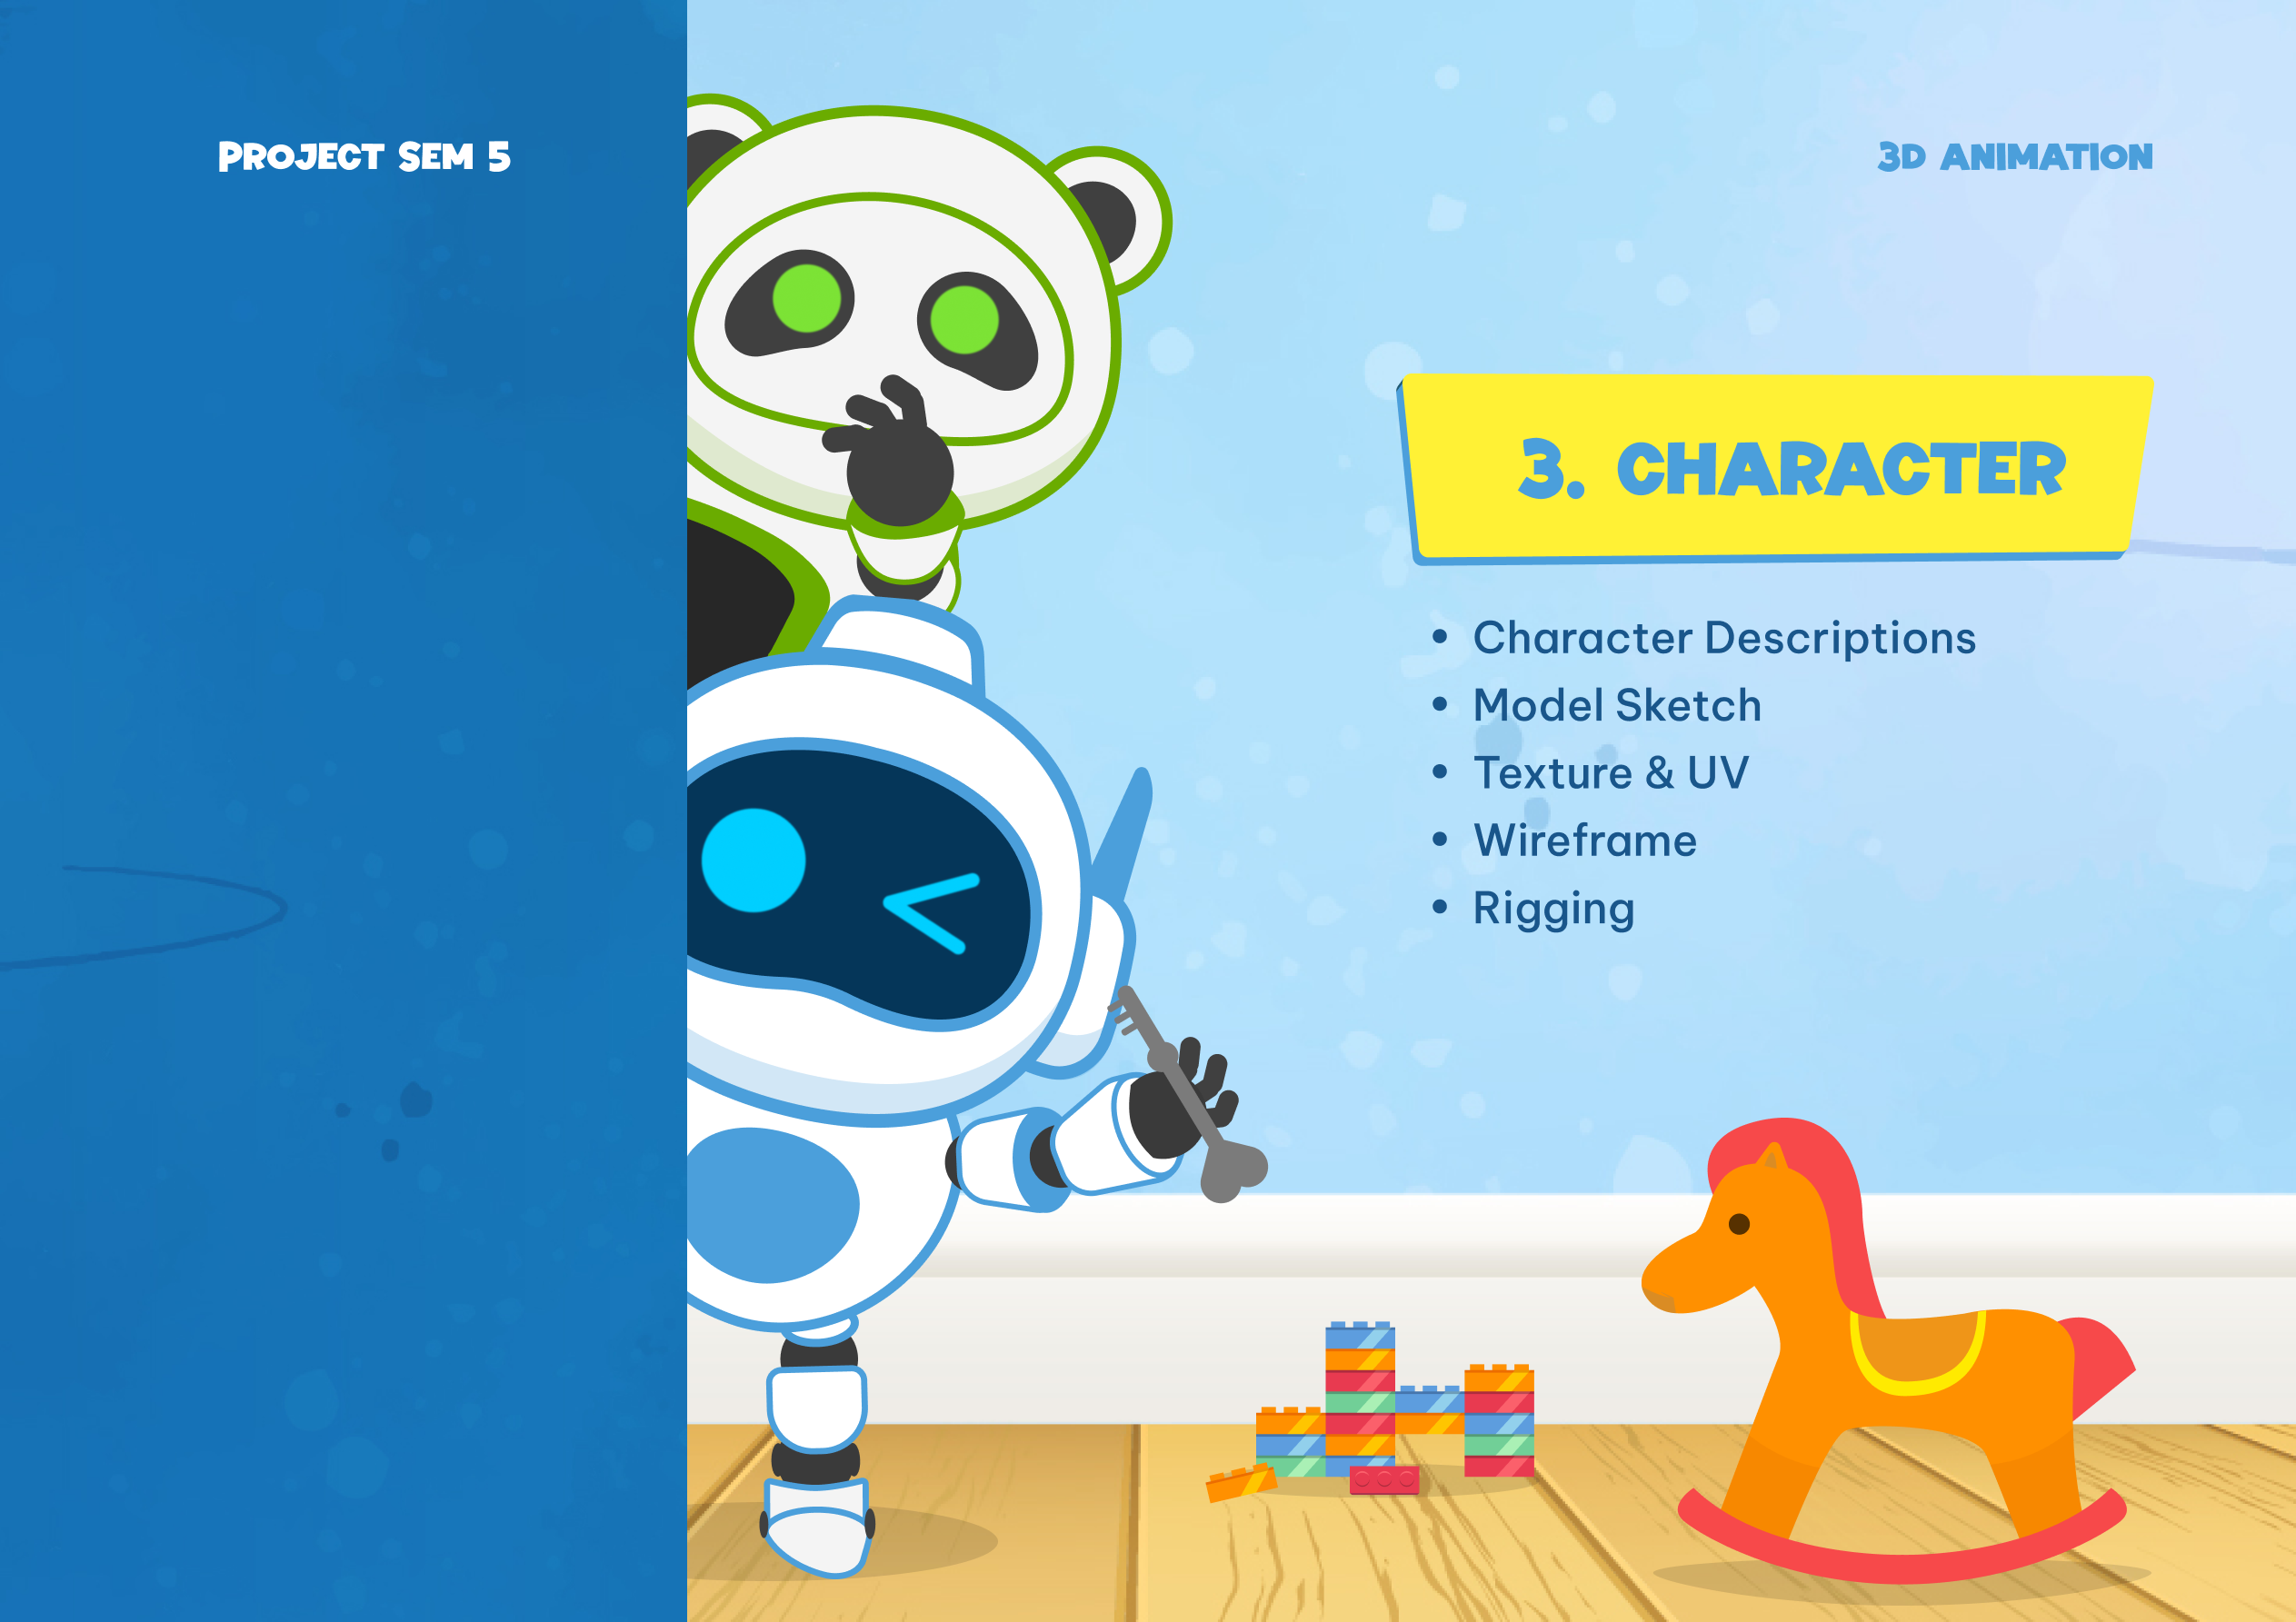 PROJECT SEM 5
3D ANIMATION
3. CHARACTER
• Character Descriptions
• Model Sketch
• Texture & UV
• Wireframe
• Rigging